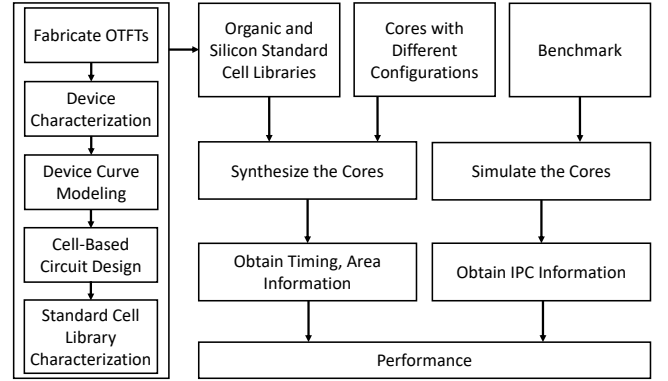 Fabricate OTFTs
Device
Characterization
Device Curve
Modeling
Cell-Based
Circuit Design
Standard Cell
Library
Characterization
Organic and
Silicon Standard
Cell Libraries
Cores with
Different
Configurations
Benchmark
Synthesize the Cores
Simulate the Cores
Obtain Timing, Area
Information
Obtain IPC Information
Performance